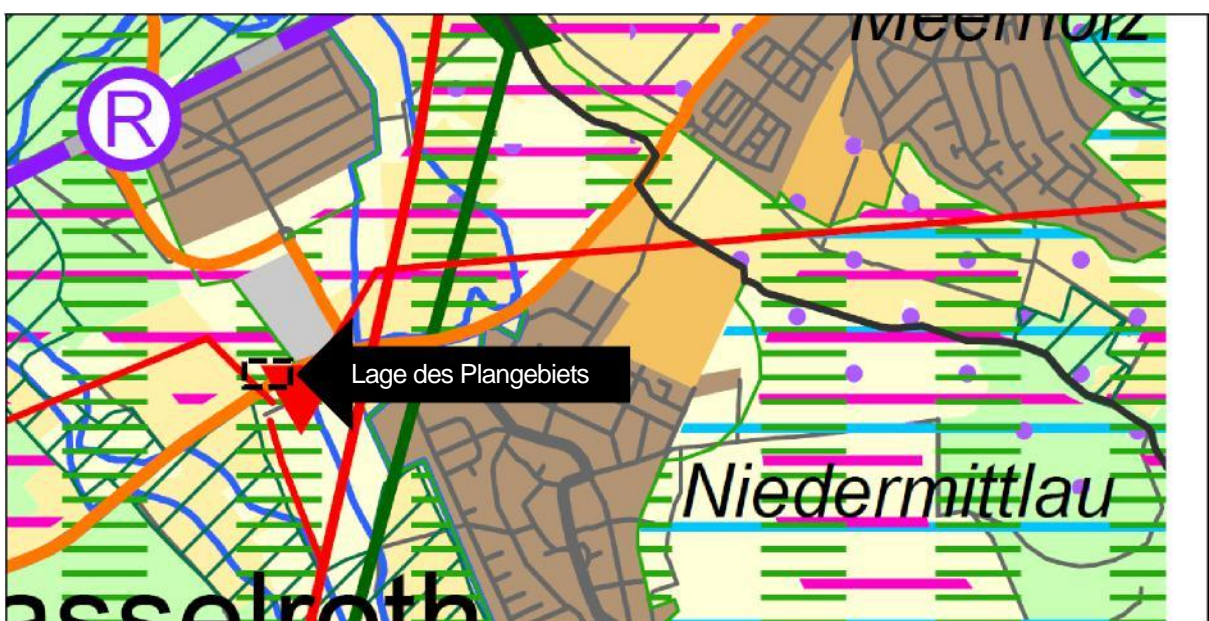 Meerholz
R
Lage des Plangebiets
Niedermittlau
asselroth